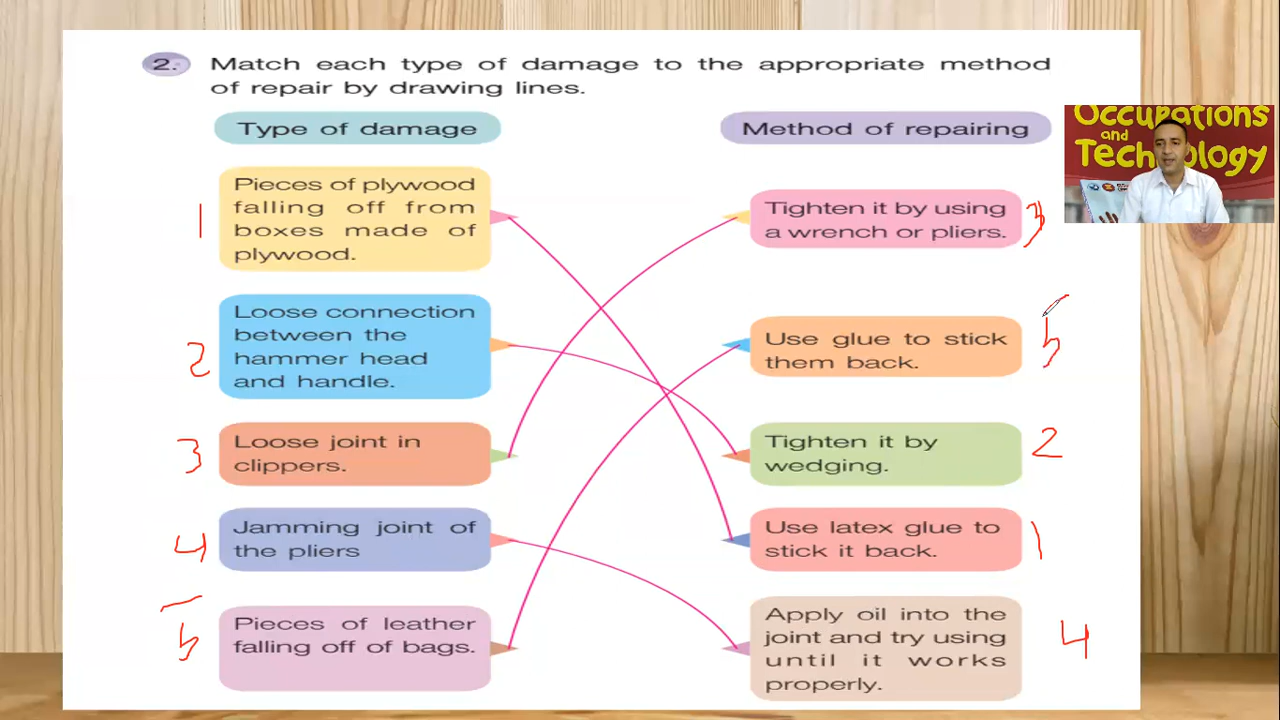 2. Match each type of damage to the appropriate method
of repair by drawing lines.
Type of damage
Method of repairing
1
Pieces of plywood
falling off from
boxes made of
plywood.
2
Loose connection
between the
hammer head
and handle.
3
Loose joint in
clippers.
4
Jamming joint of
the pliers
5
Pieces of leather
falling off of bags.
Tighten it by using
a wrench or pliers.
3
Use glue to stick
them back.
5
Tighten it by
wedging.
2
Use latex glue to
stick it back.
1
Apply oil into the
joint and try using
until it works
properly.
4
Occupations
and
Technology